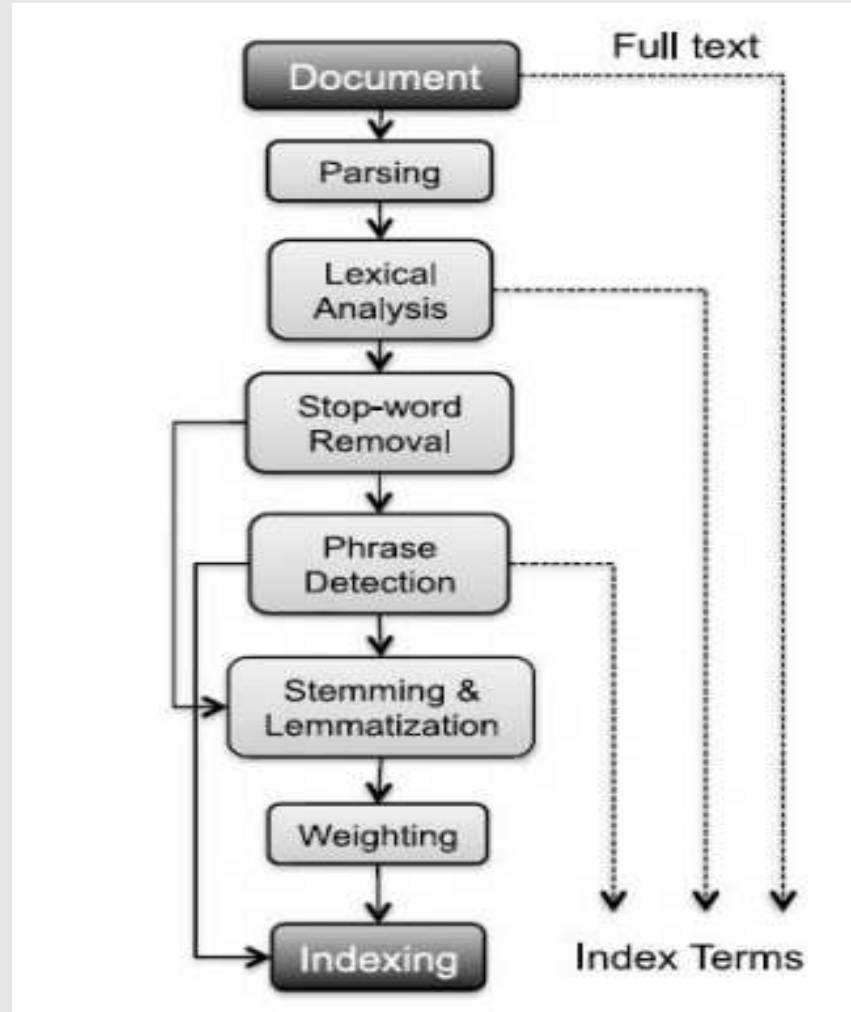 Full text
Document
Parsing
Lexical
Analysis
Stop-word
Removal
Phrase
Detection
Stemming &
Lemmatization
Weighting
Indexing
Index Terms